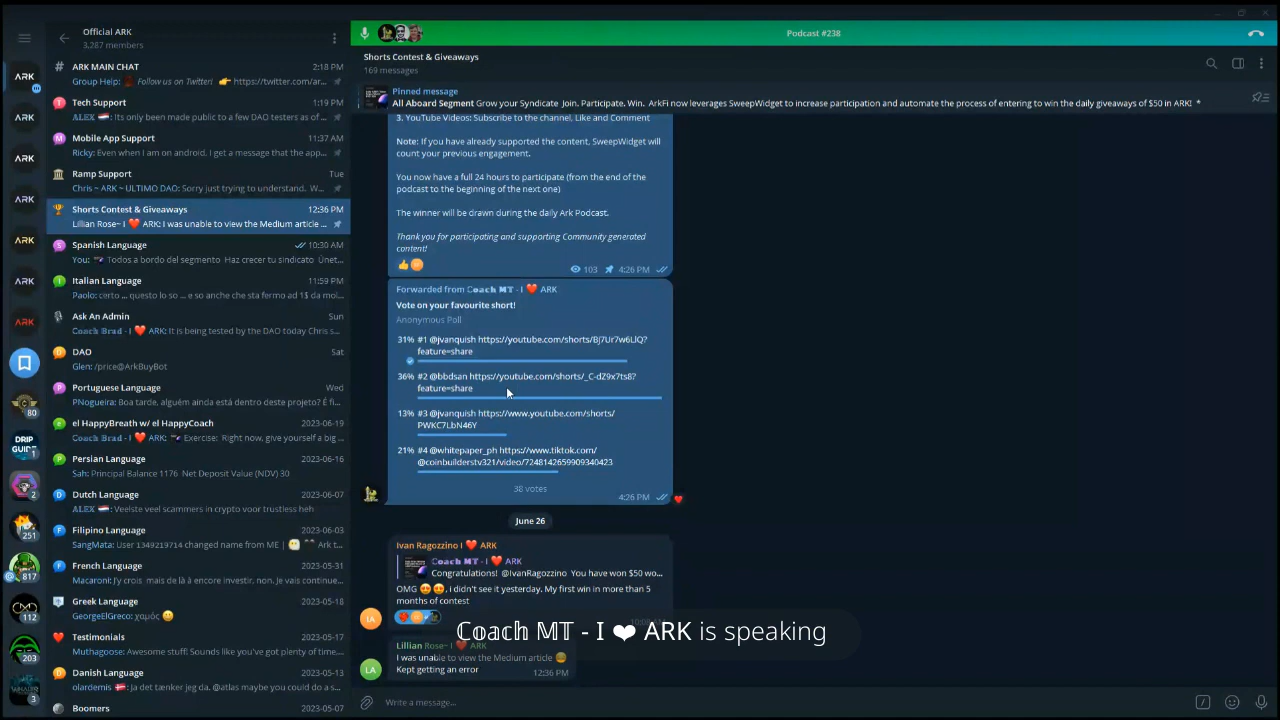 Official ARK
3,287 members
ARK MAIN CHAT 2:18 PM
Group Help: Follow us on Twitter! 👉 https://twitter.com/ar...
Tech Support 1:19 PM
ALEX 🇳🇱: Its only been made public to a few DAO testers as of ...
Mobile App Support 11:37 AM
Ricky: Even when I am on android. I get a message that the app...
Ramp Support Tue
Chris ~ ARK ~ ULTIMO DAO: Sorry just trying to understand. W...
Shorts Contest & Giveaways 12:36 PM
Lillian Rose~ I ❤️ ARK: I was unable to view the Medium article ...
Spanish Language 10:30 AM
You: Todos a bordo del segmento Haz crecer tu sindicato Únet...
Italian Language 11:59 PM
Paolo: certo ... questo lo so ... e so anche che sta fermo ad 1$ da mol...
Ask An Admin Sun
Coach Brad - I ❤️ ARK: It is being tested by the DAO today Chris s...
DAO Sat
Glen: /price@ArkBuyBot
Portuguese Language Wed
PNogueira: Boa tarde, alguém ainda está dentro deste projeto? É fi...
el HappyBreath w/ el HappyCoach
Coach Brad - I ❤️ ARK: Exercise: Right now, give yourself a big ...
Persian Language 2023-06-16
Sah: Principal Balance 1176 Net Deposit Value (NDV) 30
Dutch Language 2023-06-07
ALEX 🇳🇱: Veelste veel scammers in crypto voor trustless heh
Filipino Language 2023-06-03
SangMata: User 1349219714 changed name from ME | Ark t...
French Language 2023-05-31
Macaroni: J'y crois mais de là à encore investir, non. Je vais continue...
Greek Language 2023-05-18
GeorgeElGreco: χαμός 😀
Testimonials 2023-05-17
Muthagoose: Awesome stuff! Sounds like you've got plenty of time...
Danish Language 2023-05-13
olardemis 🇩🇰: Ja det tænker jeg da. @atlas maybe you could do a s...
Boomers 2023-05-07
ARK
ARK
ARK
ARK
ARK
ARK
ARK
80
DRIP
GUIDE
1
2
251
817
112
203
3
Podcast #238
Shorts Contest & Giveaways
169 messages
Pinned message
All Aboard Segment Grow your Syndicate Join. Participate. Win. ArkFi now leverages SweepWidget to increase participation and automate the process of entering to win the daily giveaways of $50 in ARK! *
3. YouTube Videos: Subscribe to the channel, Like and Comment
Note: If you have already supported the content, SweepWidget will
count your previous engagement.
You now have a full 24 hours to participate (from the end of the
podcast to the beginning of the next one)
The winner will be drawn during the daily Ark Podcast.
Thank you for participating and supporting Community generated
content!
103 4:26 PM
Forwarded from Coach MT - I ❤️ ARK
Vote on your favourite short!
Anonymous Poll
31% #1 @jvanquish https://youtube.com/shorts/Bj7Ur7w6LlQ?
feature=share
36% #2 @bbdsan https://youtube.com/shorts/_C-dZ9x7ts8?
feature=share
13% #3 @jvanquish https://www.youtube.com/shorts/
PWKC7LbN46Y
21% #4 @whitepaper_ph https://www.tiktok.com/
@coinbuilderstv321/video/7248142659909340423
38 votes
4:26 PM
June 26
Ivan Ragozzino I ❤️ ARK
Coach MT - I ❤️ ARK
Congratulations! @IvanRagozzino You have won $50 wo...
OMG 😍😍, i didn't see it yesterday. My first win in more than 5
months of contest
IA
Coach MT - I ❤ ARK is speaking
Lillian Rose~ I ❤️ ARK
I was unable to view the Medium article
Kept getting an error 12:36 PM
LA
Write a message...